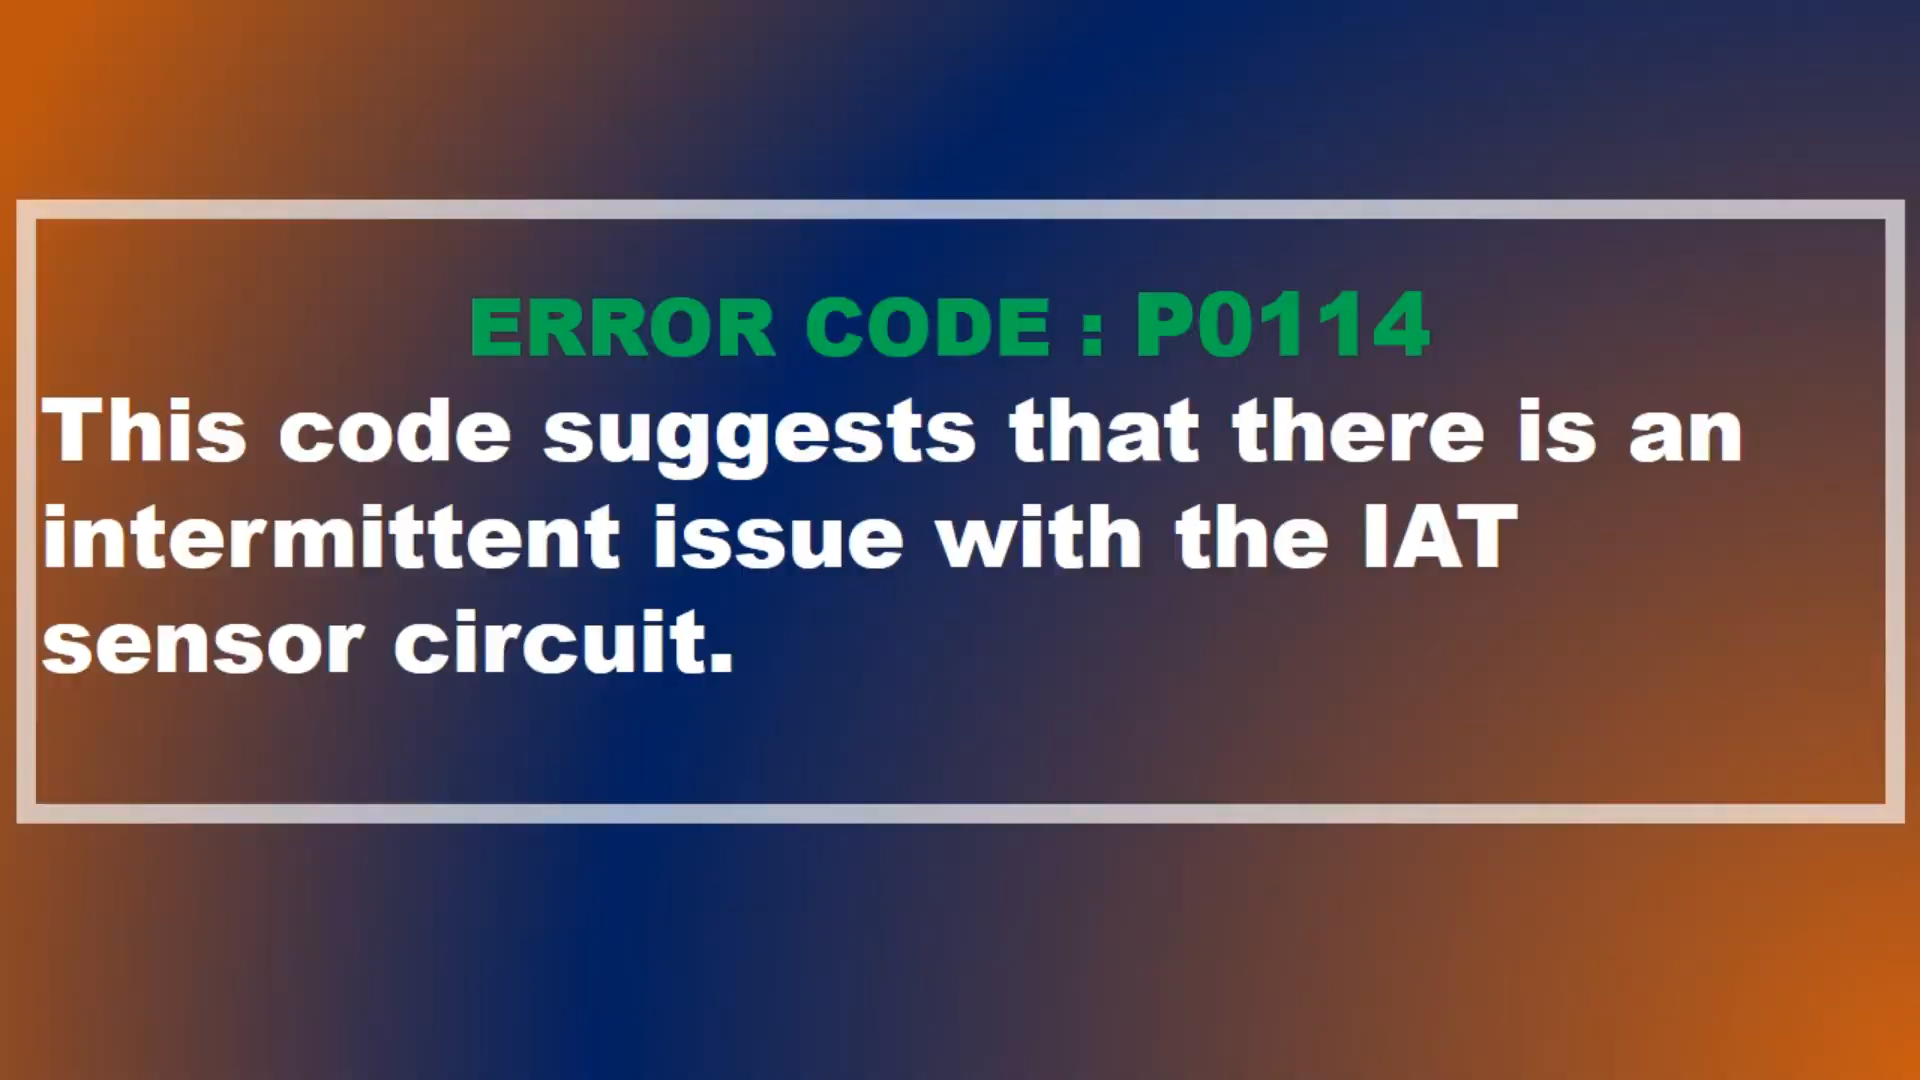 ERROR CODE : P0114
This code suggests that there is an
intermittent issue with the IAT
sensor circuit.